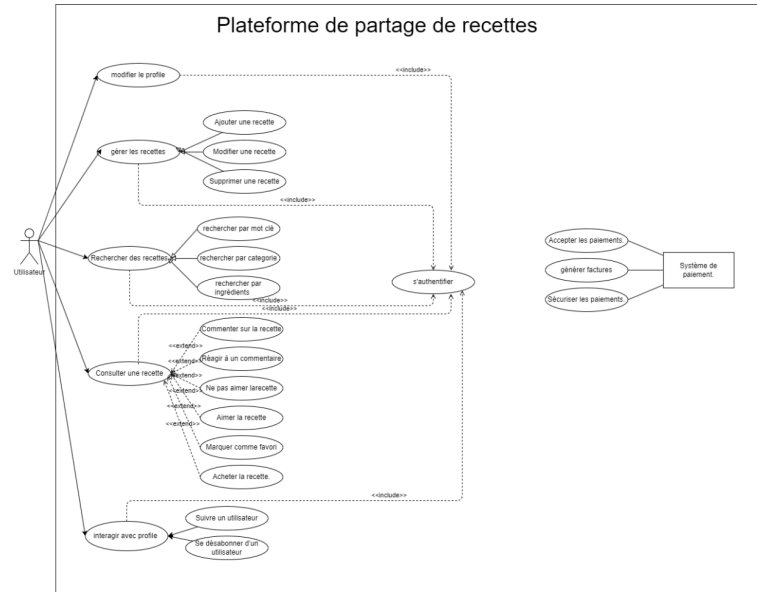 Plateforme de partage de recettes
modifier le profile
<<include>>
Ajouter une recette
gérer les recettes
Modifier une recette
Supprimer une recette
<<include>>
rechercher par mot clé
Utilisateur
Rechercher des recettes
rechercher par categorie
rechercher par
ingrédients
<<include>>
<<include>>
s'authentifier
Accepter les paiements.
générer factures
Sécuriser les paiements.
Système de
paiement.
Commenter sur la recette
<<extend>>
Réagir á un commentaire
<<extend>>
Consulter une recette
<<extend>>
Ne pas aimer larecette
<<extend>>
<<extend>>
Aimer la recette
<<extend>>
Marquer comme favori
Acheter la recette.
<<include>>
Suivre un utilisateur
interagir avec profile
Se désabonner d'un
utilisateur